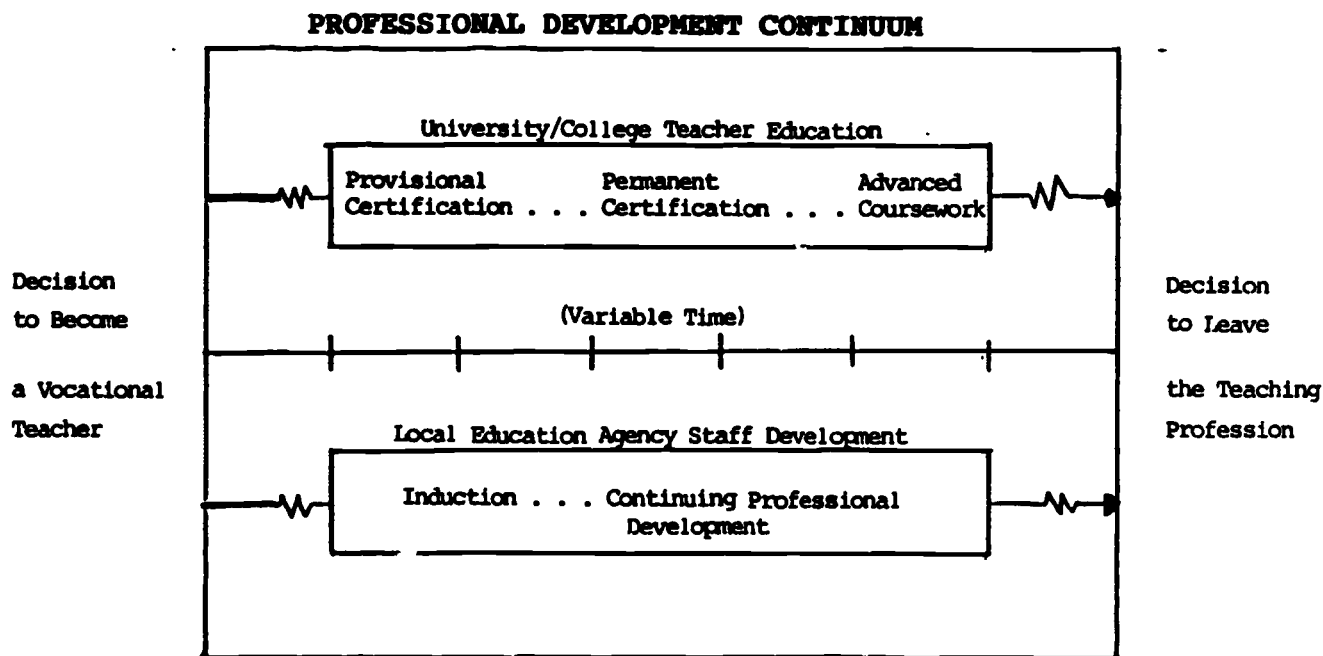 PROFESSIONAL DEVELOPMENT CONTINUUM
University/College Teacher Education
Provisional Permanent Advanced
Certification . . . Certification . . . Coursework
Decision
to Become
a Vocational
Teacher
(Variable Time)
Decision
to Leave
the Teaching
Profession
Local Education Agency Staff Development
Induction . . . Continuing Professional
Development